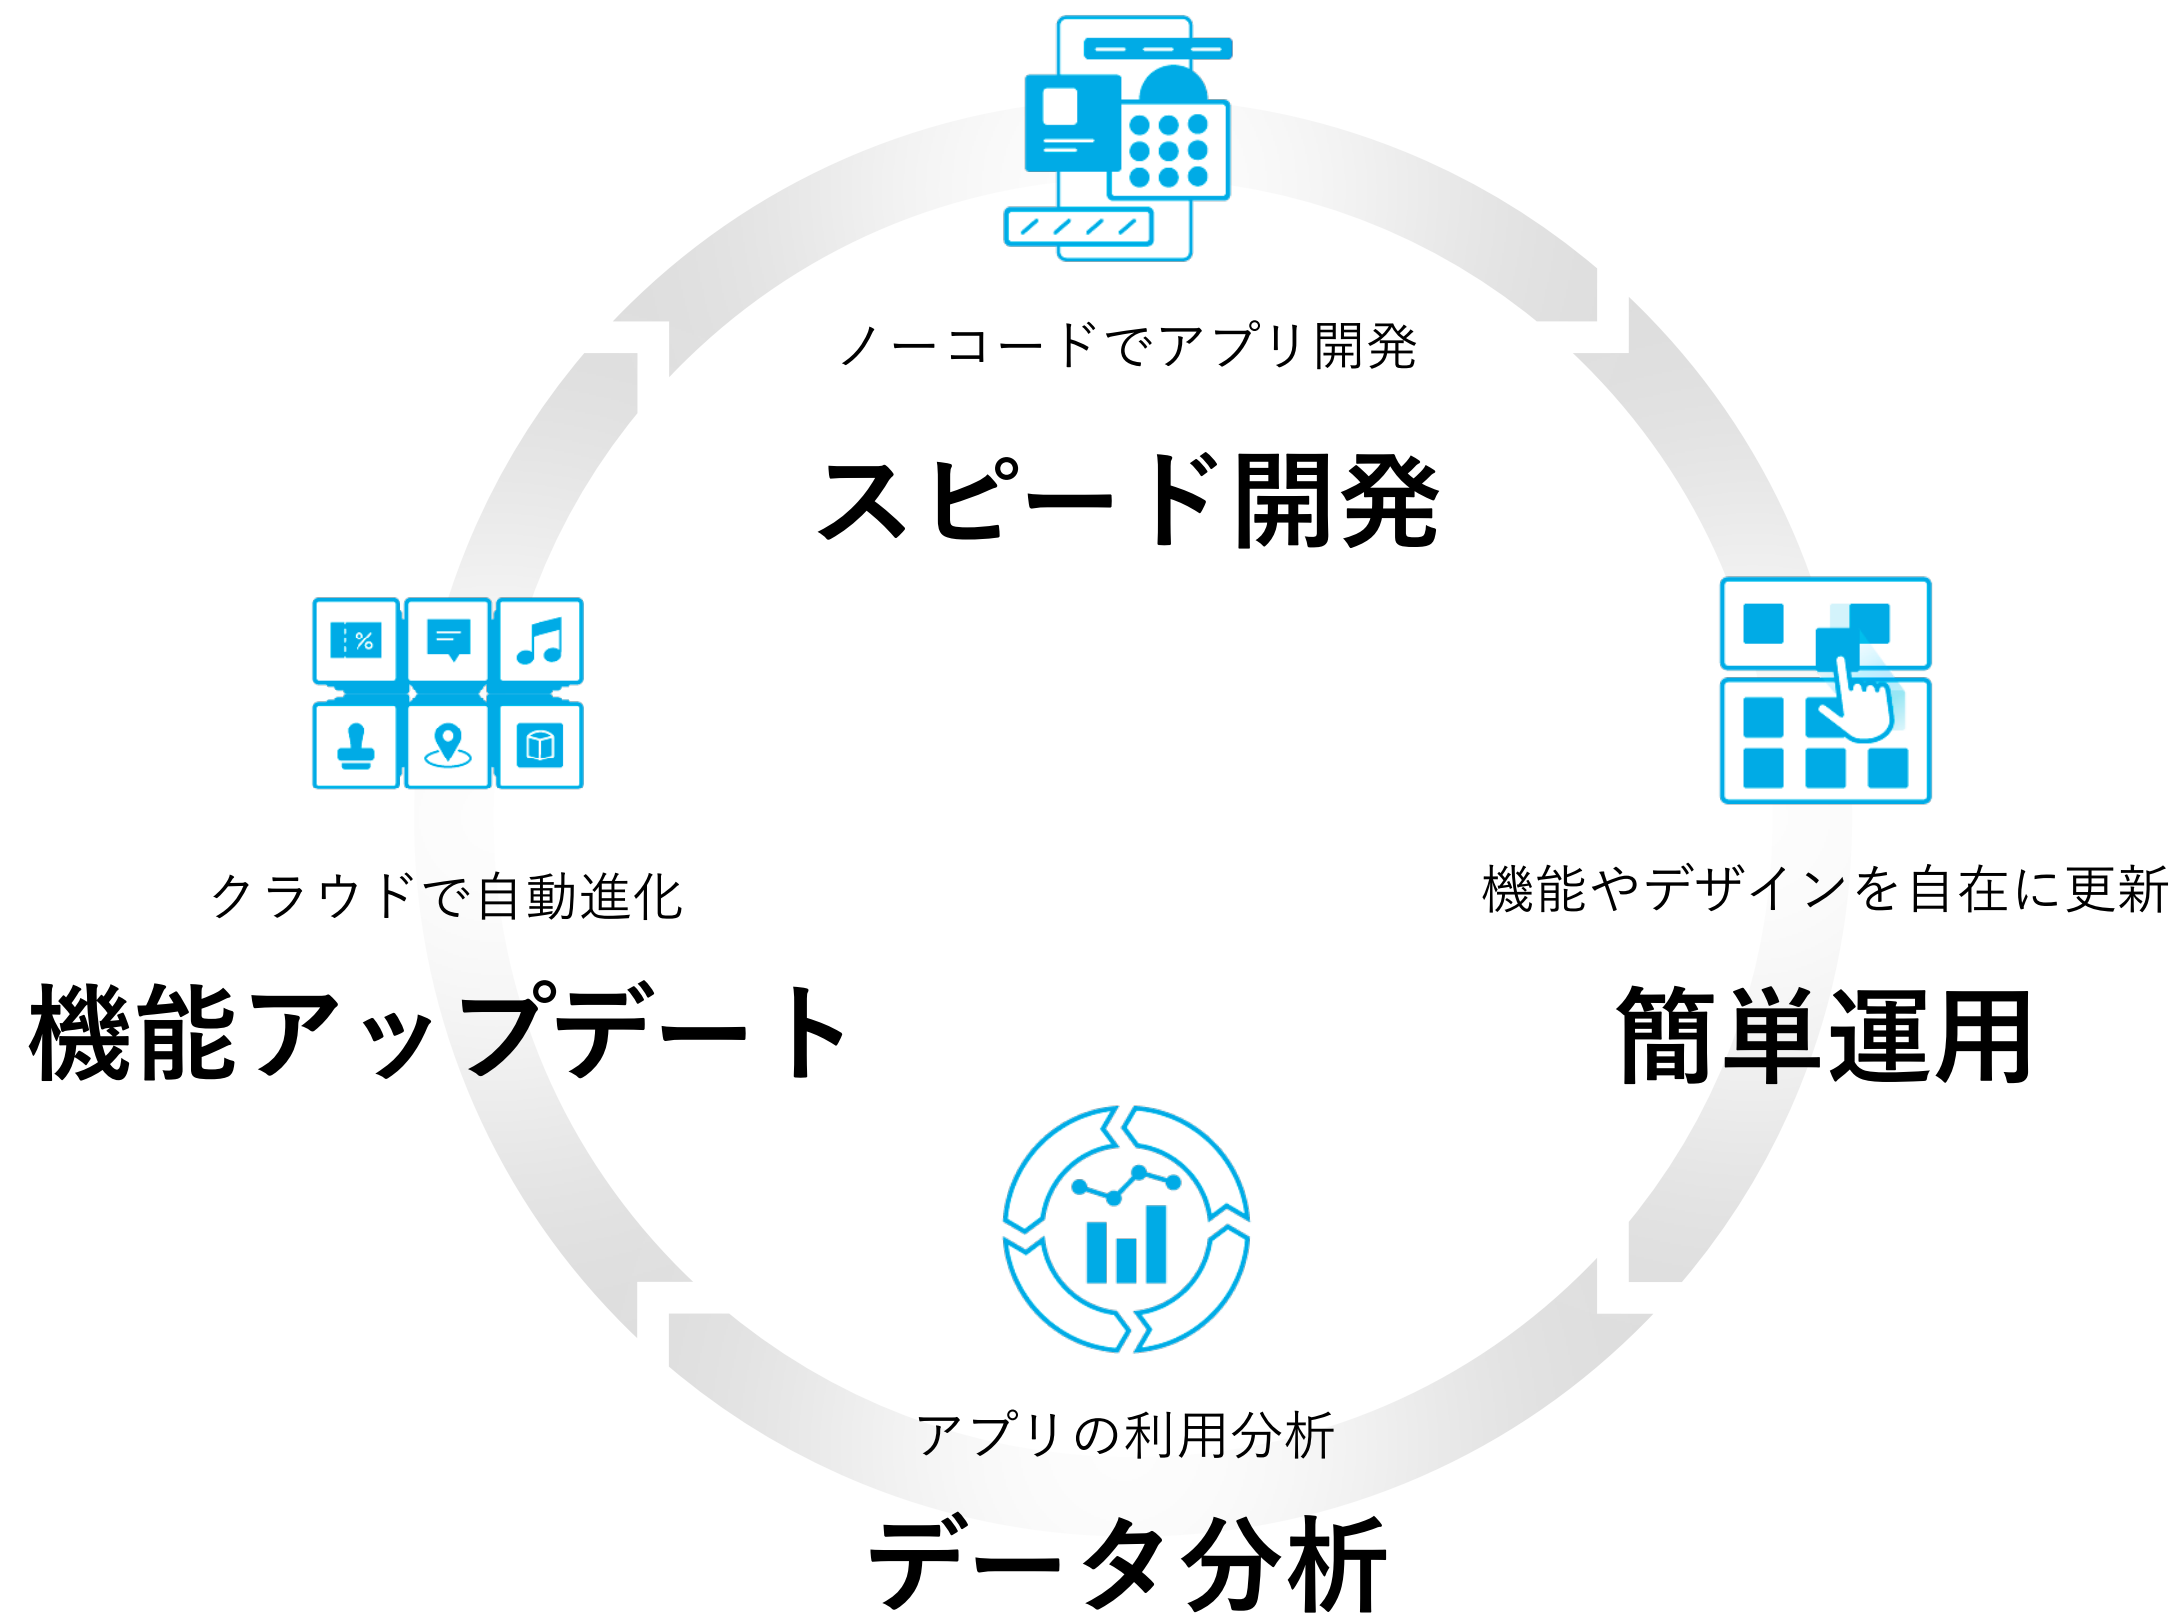 ノーコードでアプリ開発
スピード開発
機能やデザインを自在に更新
簡単運用
アプリの利用分析
データ分析
クラウドで自動進化
機能アップデート
%